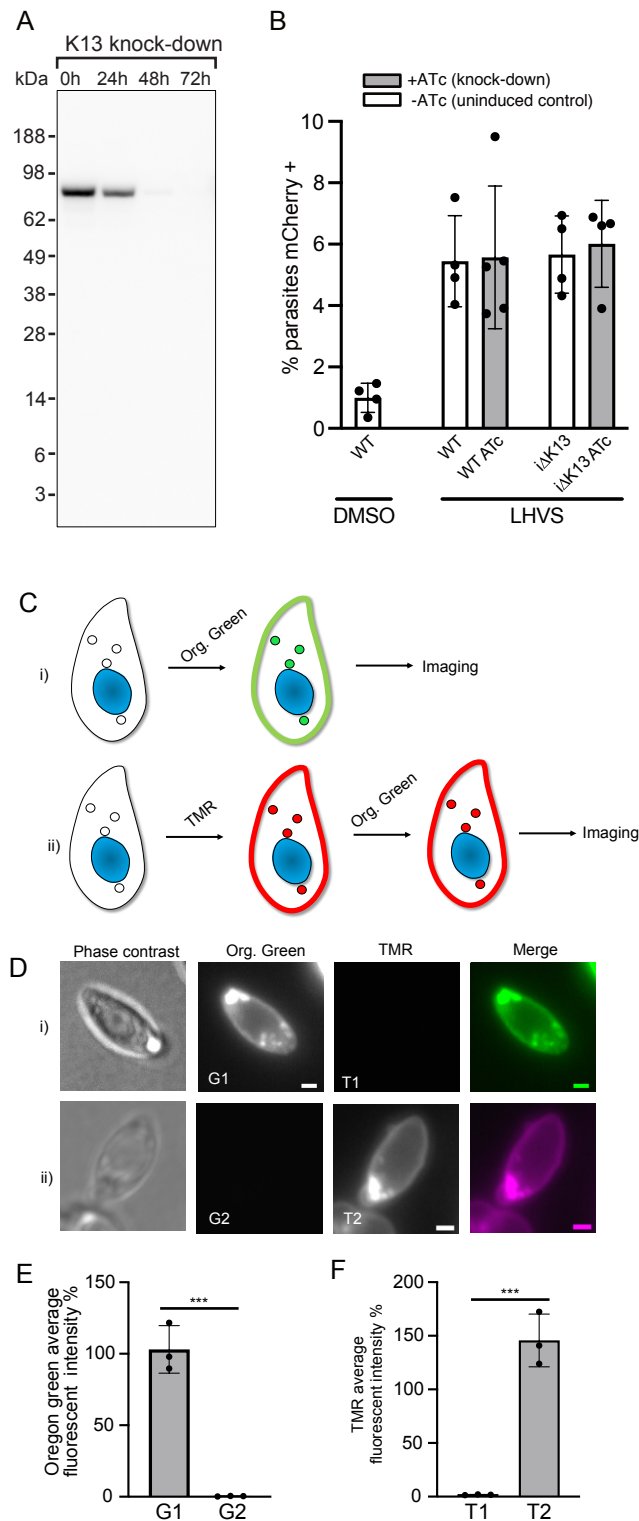 A
K13 knock-down
kDa 0h 24h 48h 72h
188
98
62
49
38
28
14
6
3
B
+ATc (knock-down)
-ATc (uninduced control)
% parasites mCherry +
10
8
6
4
2
0
WT
WT
WT ATc
iΔK13
iΔK13 ATc
DMSO
LHVS
C
i)
Org. Green
Imaging
ii)
TMR
Org. Green
Imaging
D
Phase contrast Org. Green TMR Merge
i)
G1
T1
ii)
G2
T2
E
Oregon green average
fluorescent intensity %
150
100
50
0
***
G1 G2
F
TMR average
fluorescent intensity %
200
150
100
50
0
***
T1 T2